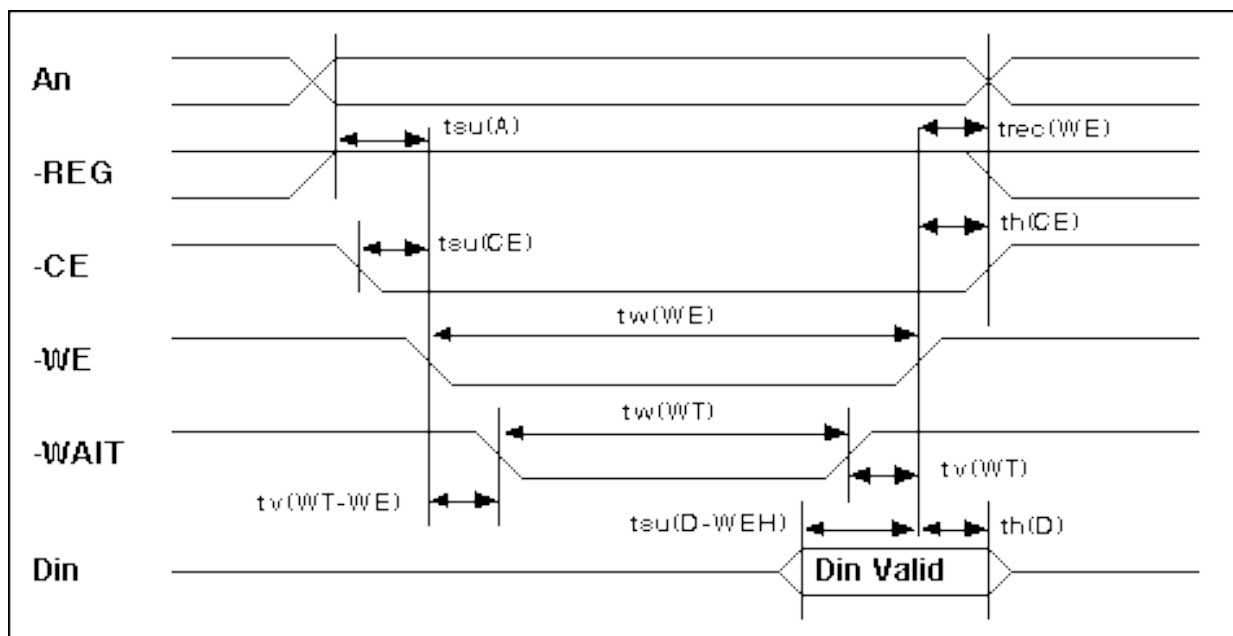 An
tsu(A)
trec(WE)
-REG
tsu(CE)
th(CE)
-CE
tw(WE)
-WE
tw(WT)
-WAIT
tv(WT)
tv(WT-WE)
tsu(D-WEH)
th(D)
Din
Din Valid